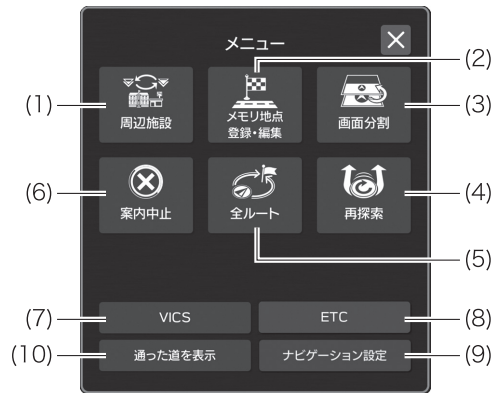 メニュー
(1)
(2)
(3)
周辺施設
メモリ地点
登録・編集
画面分割
(6)
(4)
案内中止
全ルート
再探索
(5)
(7)
VICS
ETC
(8)
(10)
通った道を表示
ナビゲーション設定
(9)